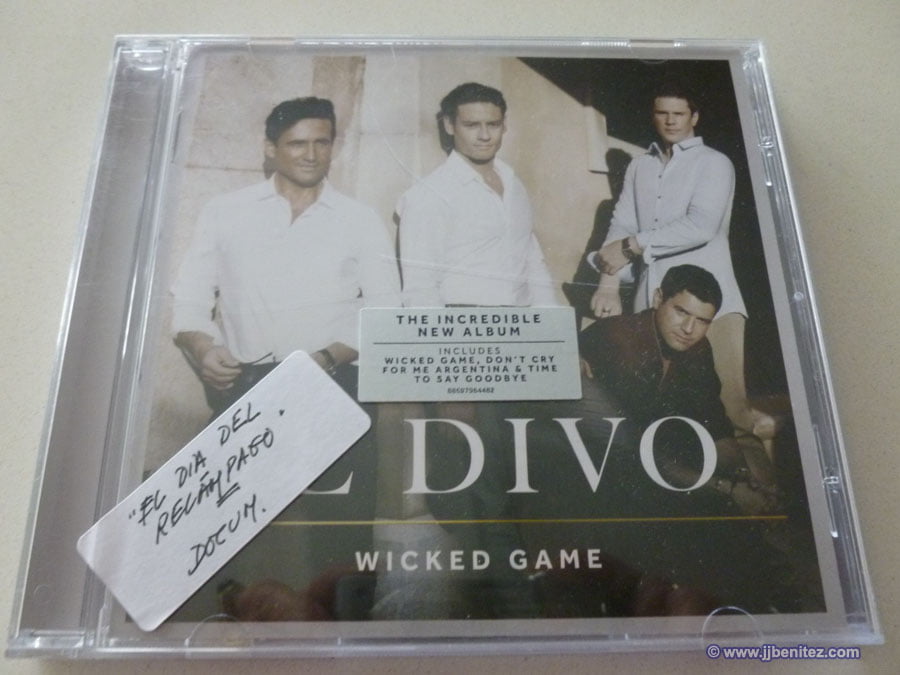 THE INCREDIBLE
NEW ALBUM
INCLUDES
WICKED GAME, DON'T CRY
FOR ME ARGENTINA & TIME
TO SAY GOODBYE
88697964462
"EL DIA DEL
RELÁMPAGO.
DOCUM.
L DIVO
WICKED GAME
© www.jjbenitez.com